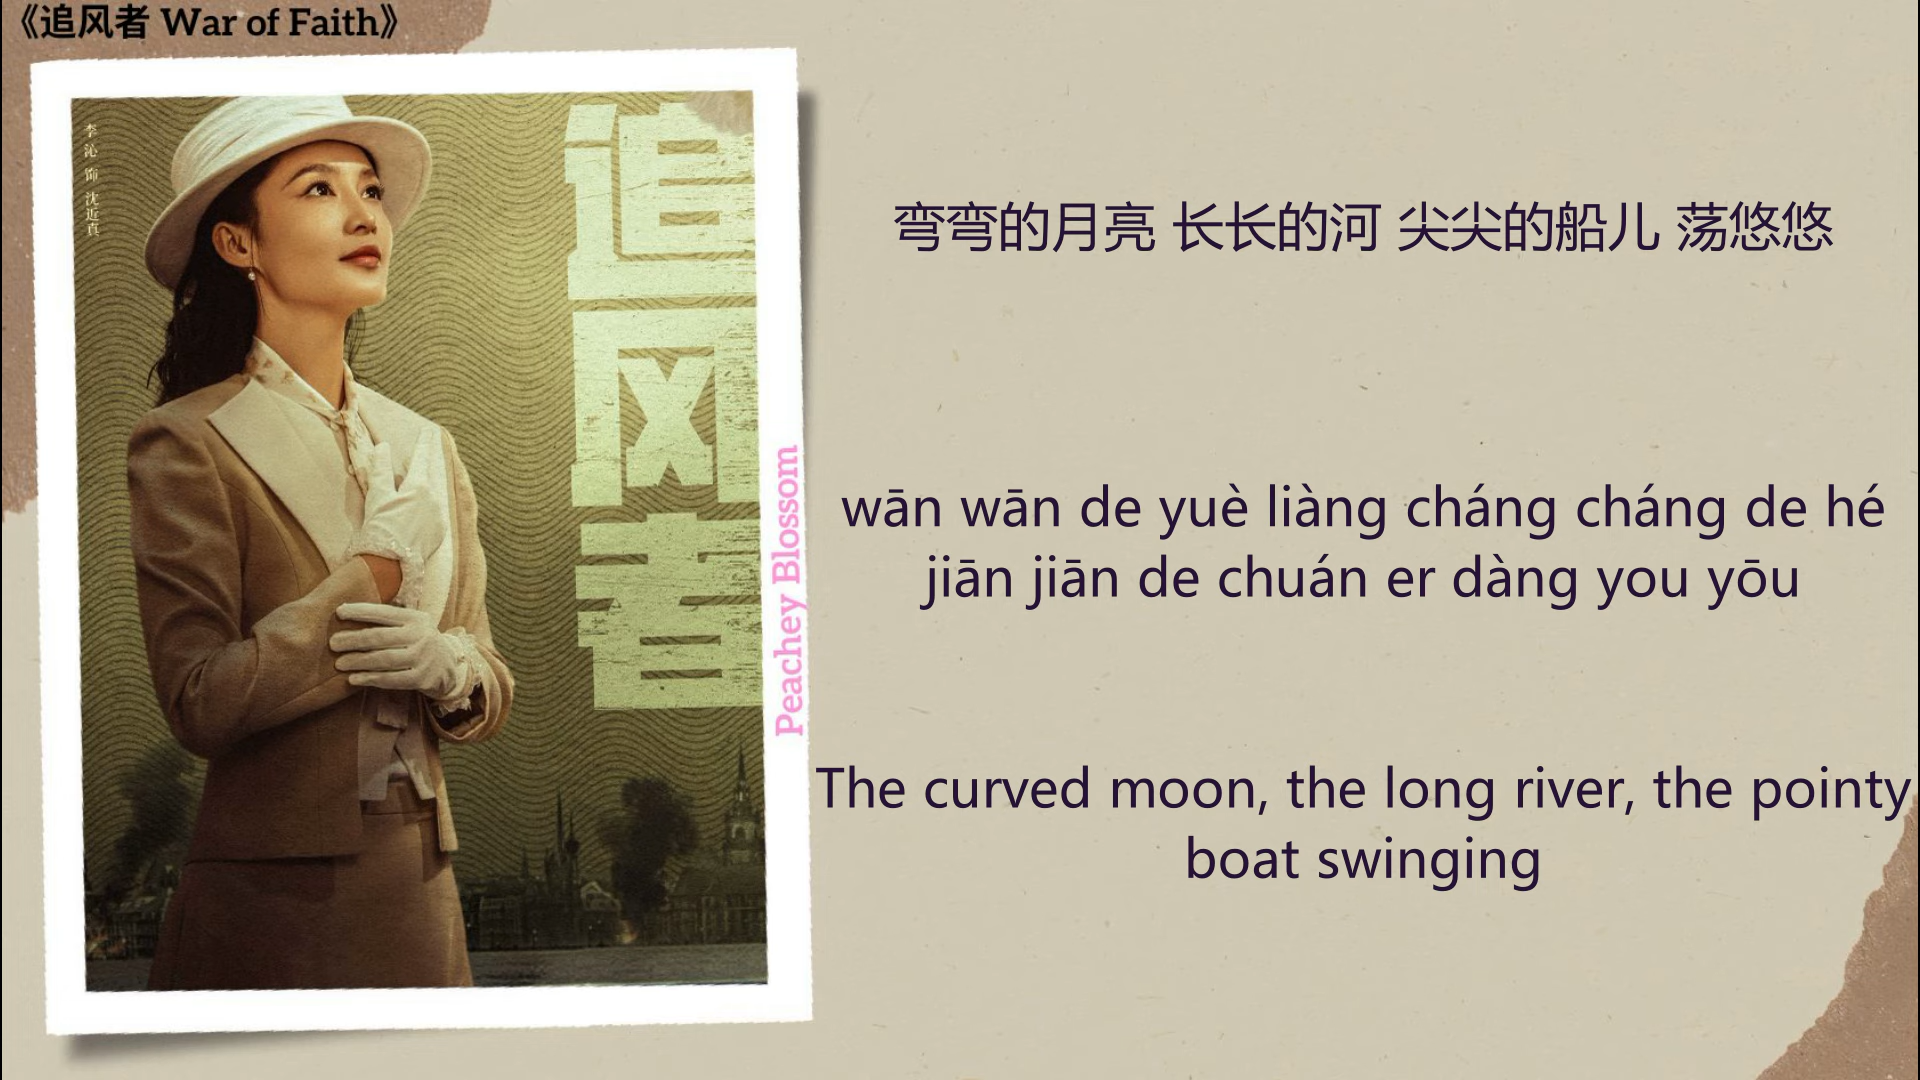 《追风者 War of Faith》
李沁 饰 沈近真
追风者
Peachey Blossom
弯弯的月亮 长长的河 尖尖的船儿 荡悠悠
wān wān de yuè liàng cháng cháng de hé
jiān jiān de chuán er dàng you yōu
The curved moon, the long river, the pointy
boat swinging